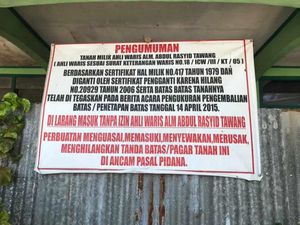 PENGUMUMAN
TANAH MILIK AHLI WARIS ALM ABDUL RASYID TAWANG
( AHLI WARIS SESUAI SURAT KETERANGAN WARIS NO.18 / ICW /III / KT / 05 )
BERDASARKAN SERTIFIKAT HAL MILIK NO.417 TAHUN 1979 DAN
DIGANTI OLEH SERTIFIKAT PENGGANTI KARENA HILANG
NO.20929 TAHUN 2006 SERTA BATAS BATAS TANAHNYA
TELAH DI TEGASKAN PADA BERITA ACARA PENGUKURAN PENGEMBALIAN
BATAS / PENETAPAN BATAS TANGGAL 14 APRIL 2015.
DI LARANG MASUK TANPA IZIN AHLI WARIS ALM ABDUL RASYID TAWANG
PERBUATAN MENGUASAI,MEMASUKI,MENYEWAKAN,MERUSAK,
MENGHILANGKAN TANDA BATAS/PAGAR TANAH INI
DI ANCAM PASAL PIDANA.